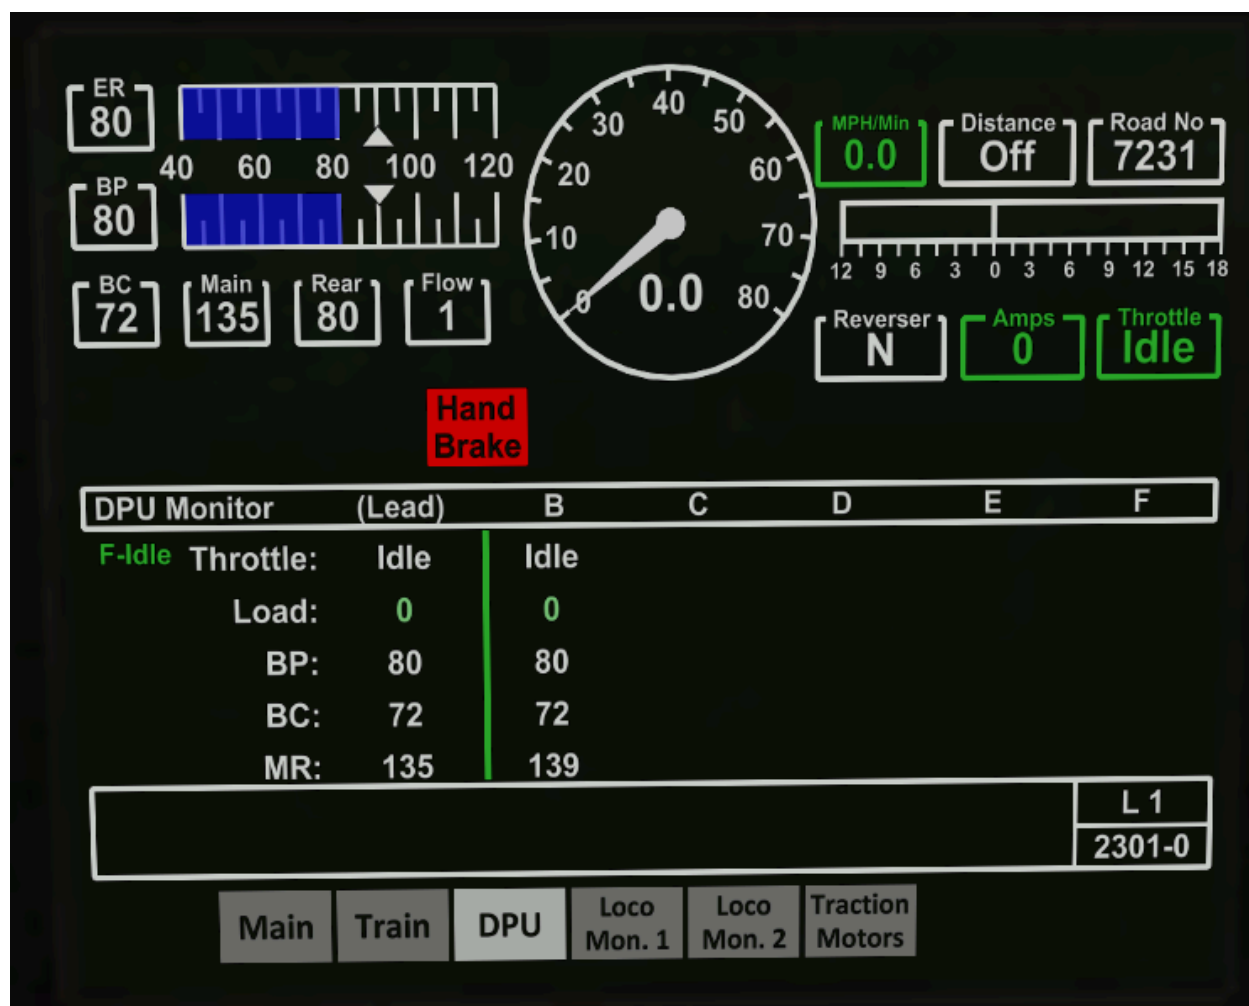 ER
80
40 60 80 100 120
BP
80
BC
72
Main
135
Rear
80
Flow
1
0 10 20 30 40 50 60 70 80
0.0
MPH/Min
0.0
Distance
Off
Road No
7231
12 9 6 3 0 3 6 9 12 15 18
Reverser
N
Amps
0
Throttle
Idle
Hand
Brake
DPU Monitor (Lead) B C D E F
F-Idle Throttle: Idle Idle
Load: 0 0
BP: 80 80
BC: 72 72
MR: 135 139
L 1
2301-0
Main
Train
DPU
Loco
Mon. 1
Loco
Mon. 2
Traction
Motors